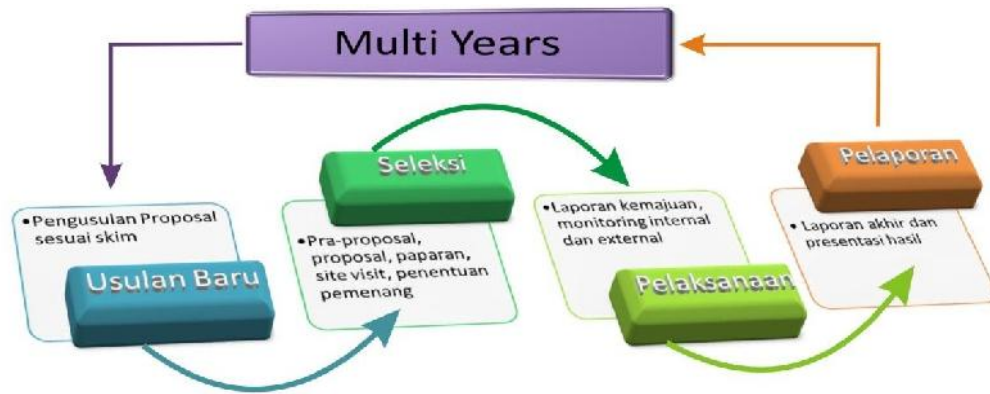 Multi Years
•Pengusulan Proposal
sesuai skim
Usulan Baru
Seleksi
•Pra-proposal,
proposal, paparan,
site visit, penentuan
pemenang
•Laporan kemajuan,
monitoring internal
dan external
Pelaksanaan
Pelaporan
• Laporan akhir dan
presentasi hasil